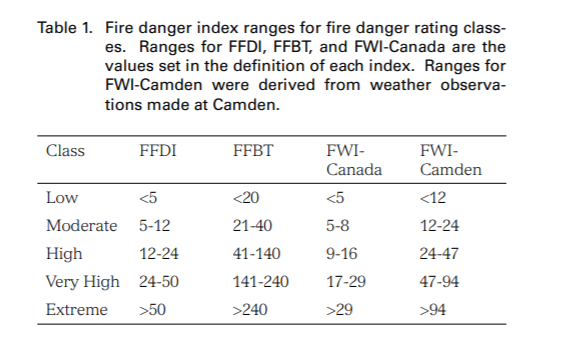 Table 1. Fire danger index ranges for fire danger rating class-
es. Ranges for FFDI, FFBT, and FWI-Canada are the
values set in the definition of each index. Ranges for
FWI-Camden were derived from weather observa-
tions made at Camden.
Class FFDI FFBT FWI- FWI-
Canada Camden
Low <5 <20 <5 <12
Moderate 5-12 21-40 5-8 12-24
High 12-24 41-140 9-16 24-47
Very High 24-50 141-240 17-29 47-94
Extreme >50 >240 >29 >94